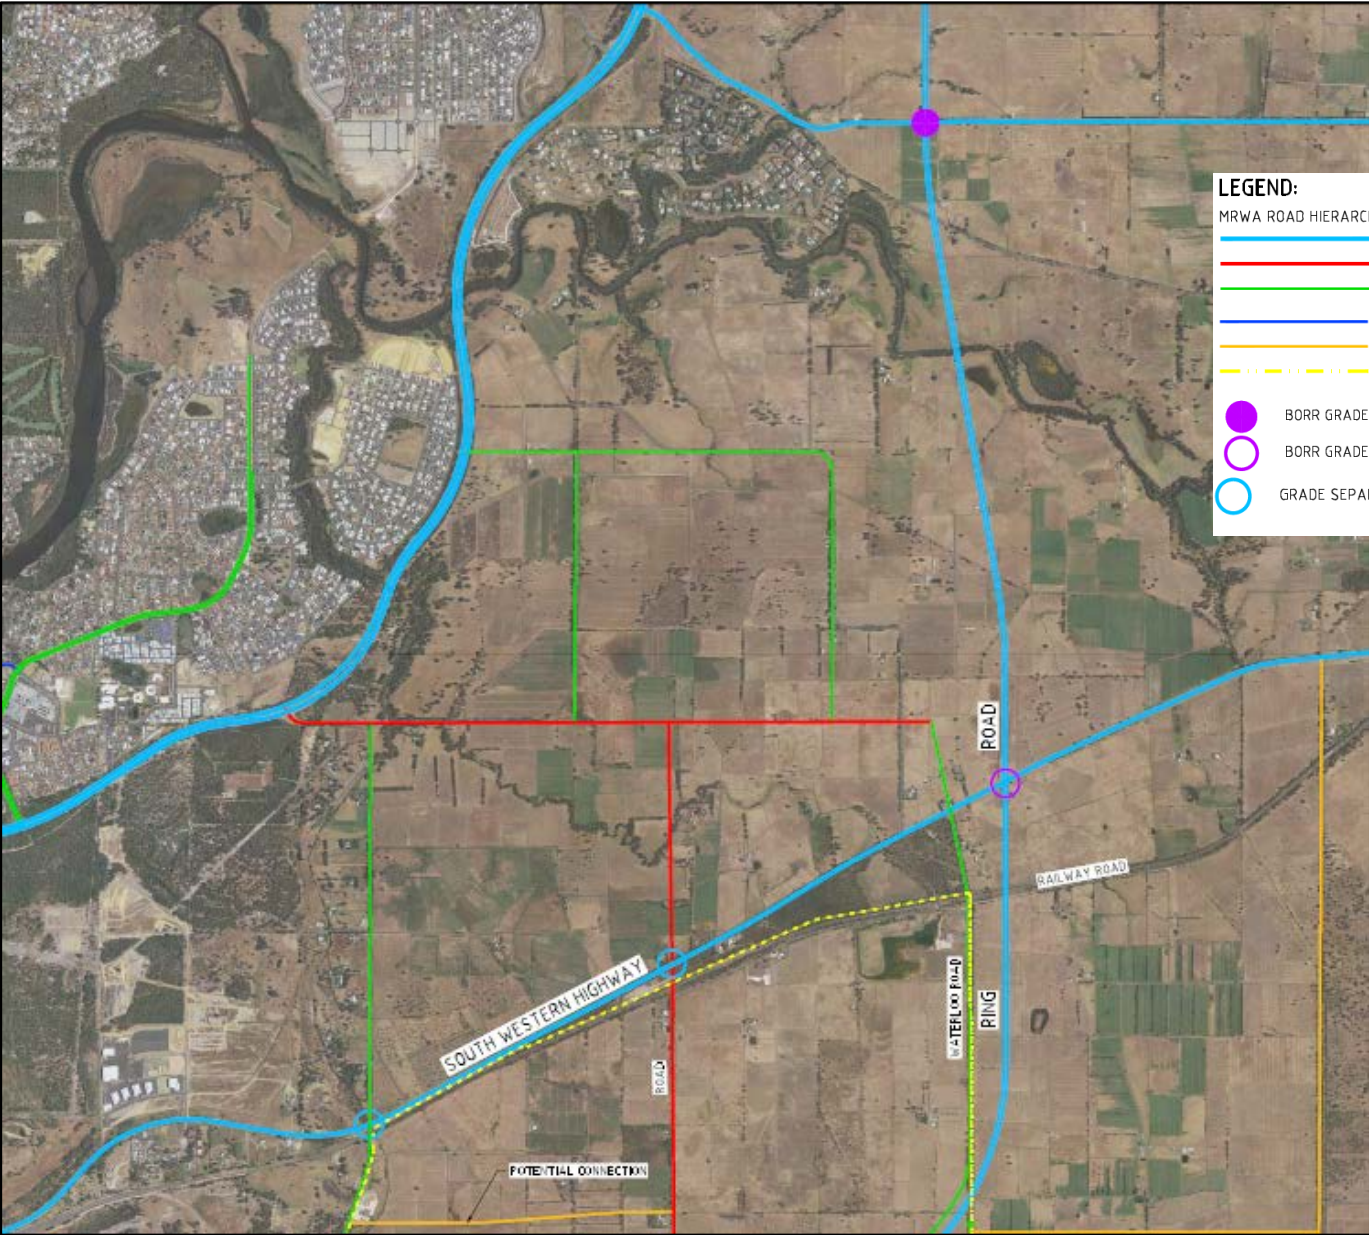 LEGEND:
MRWA ROAD HIERARC
BORR GRADE
BORR GRADE
GRADE SEPA
ROAD
RAILWAY ROAD
SOUTH WESTERN HIGHWAY
WATERLOO ROAD
RING
ROAD
POTENTIAL CONNECTION